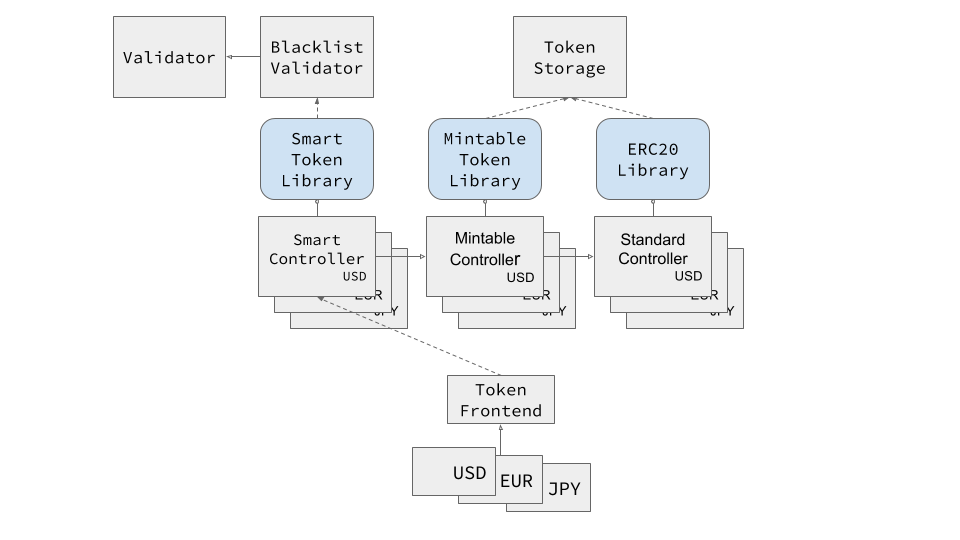 Validator
Blacklist
Validator
Token
Storage
Smart
Token
Library
Mintable
Token
Library
ERC20
Library
Smart
Controller
USD
EUR
JPY
Mintable
Controller
USD
EUR
JPY
Standard
Controller
USD
EUR
JPY
Token
Frontend
USD
EUR
JPY